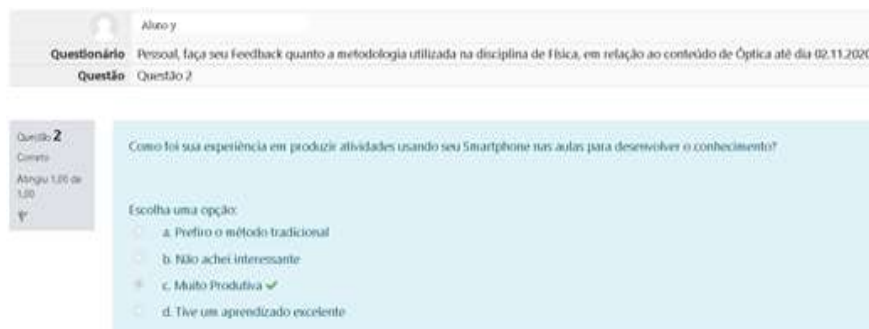 Aluno y
Questionário Pessoal, faça seu Feedback quanto a metodologia utilizada na disciplina de Física, em relação ao conteúdo de Óptica até dia 02.11.2020
Questão Questão 2
Questão 2
Correto
Atingiu 1,00 de
1,00
Como foi sua experiência em produzir atividades usando seu Smartphone nas aulas para desenvolver o conhecimento?
Escolha uma opção:
a. Prefiro o método tradicional
b. Não achei interessante
c. Muito Produtiva ✔
d. Tive um aprendizado excelente